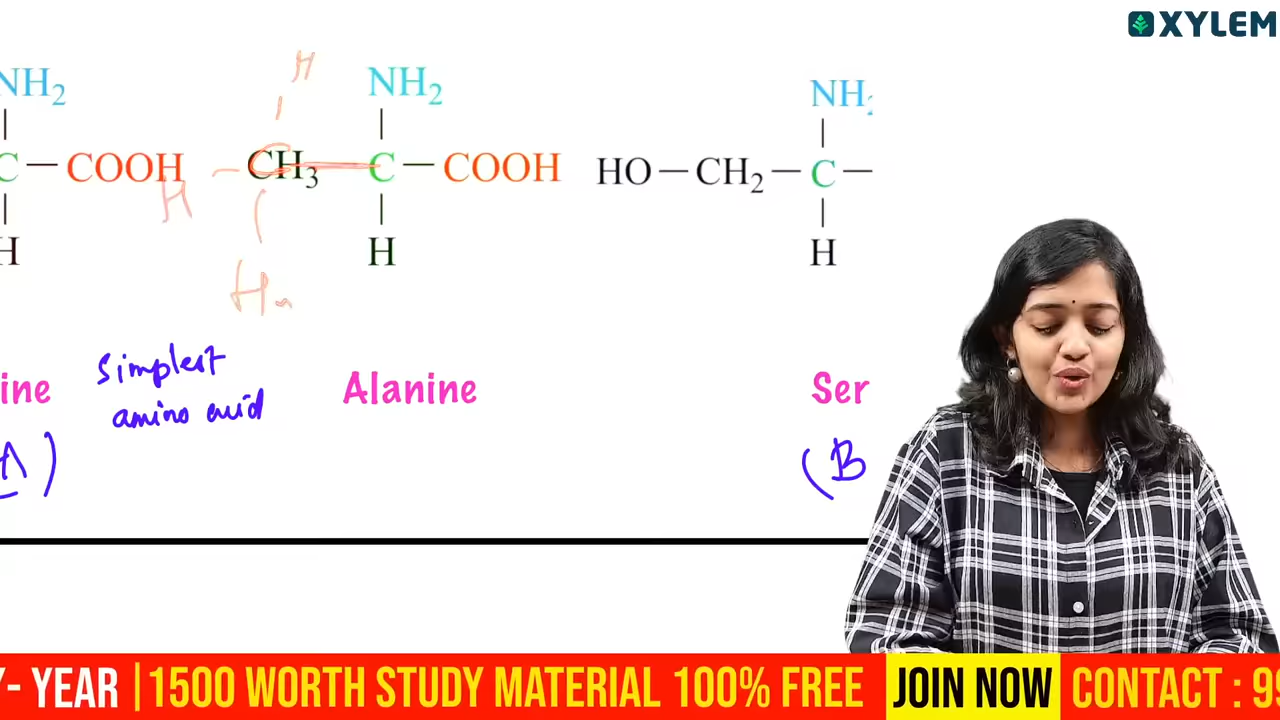 XYLEM
NH2
NH2
NH2
H
C — COOH
CH3 — C — COOH
HO — CH2 — C —
H
H
H
H
H
H
Simplest
amino acid
ine
Alanine
Ser
(A)
(B
Y- YEAR | 1500 WORTH STUDY MATERIAL 100% FREE
JOIN NOW
CONTACT : 9